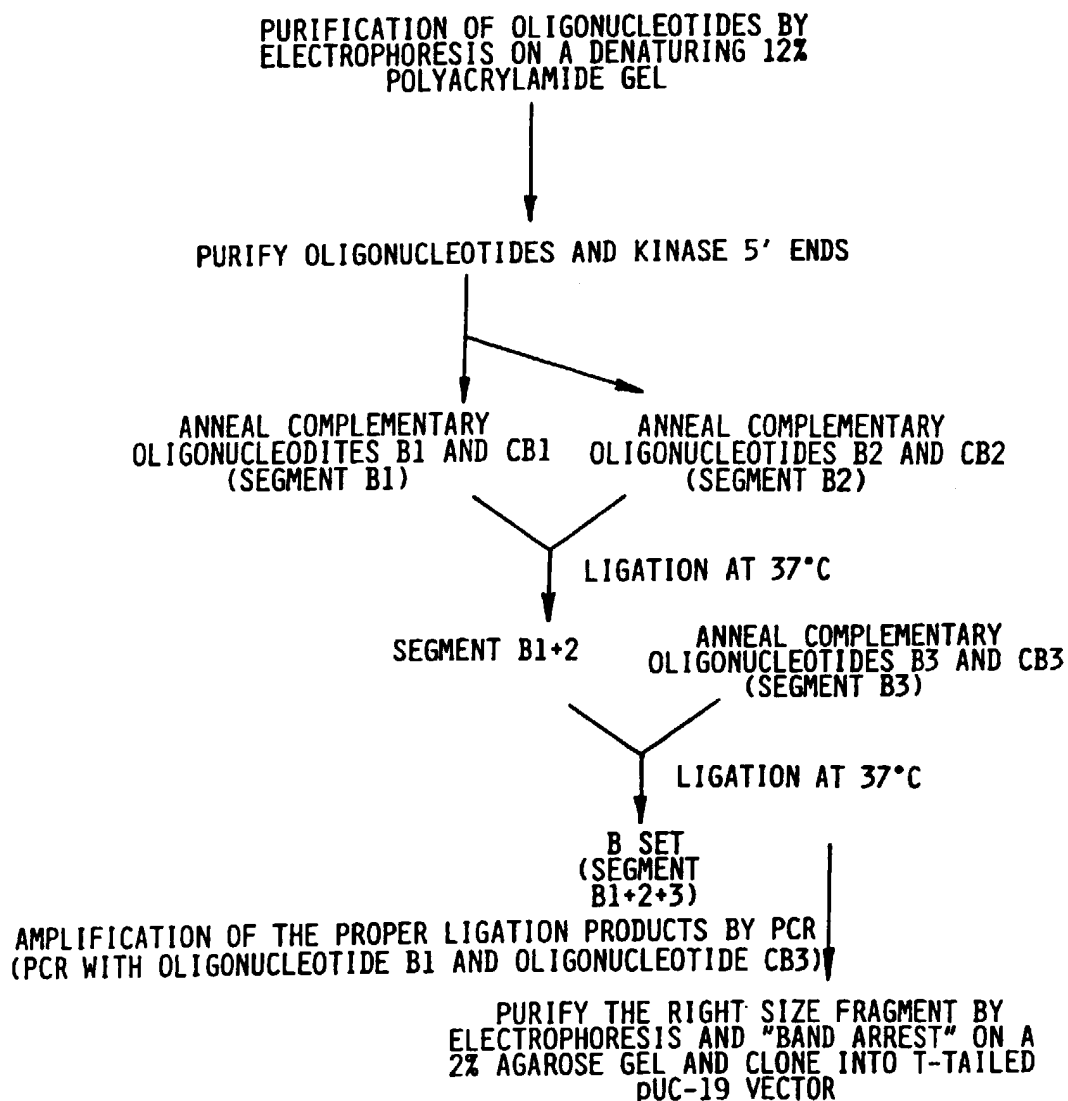 PURIFICATION OF OLIGONUCLEOTIDES BY
ELECTROPHORESIS ON A DENATURING 12%
POLYACRYLAMIDE GEL
PURIFY OLIGONUCLEOTIDES AND KINASE 5' ENDS
ANNEAL COMPLEMENTARY
OLIGONUCLEODITES B1 AND CB1
(SEGMENT B1)
ANNEAL COMPLEMENTARY
OLIGONUCLEOTIDES B2 AND CB2
(SEGMENT B2)
LIGATION AT 37°C
SEGMENT B1+2
ANNEAL COMPLEMENTARY
OLIGONUCLEOTIDES B3 AND CB3
(SEGMENT B3)
LIGATION AT 37°C
B SET
(SEGMENT
B1+2+3)
AMPLIFICATION OF THE PROPER LIGATION PRODUCTS BY PCR
(PCR WITH OLIGONUCLEOTIDE B1 AND OLIGONUCLEOTIDE CB3)
PURIFY THE RIGHT SIZE FRAGMENT BY
ELECTROPHORESIS AND "BAND ARREST" ON A
2% AGAROSE GEL AND CLONE INTO T-TAILED
pUC-19 VECTOR